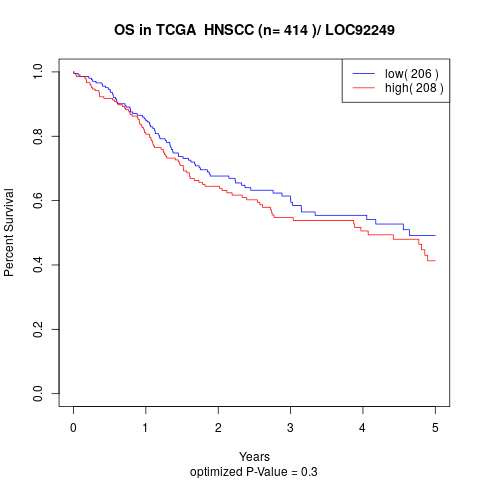 OS in TCGA  HNSCC (n= 414 )/ LOC92249
low( 206 )
high( 208 )
Percent Survival
1.0
0.8
0.6
0.4
0.2
0.0
0 1 2 3 4 5
Years
optimized P-Value = 0.3